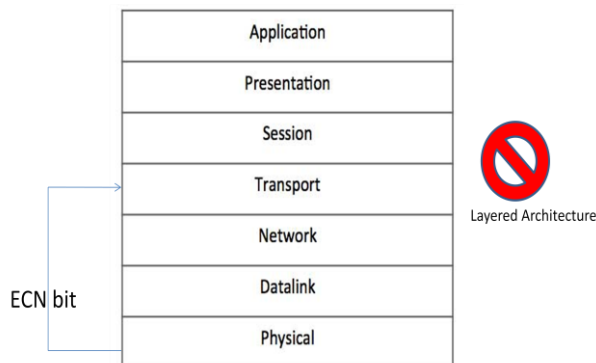 Application
Presentation
Session
Transport
Network
Datalink
Physical
ECN bit
Layered Architecture